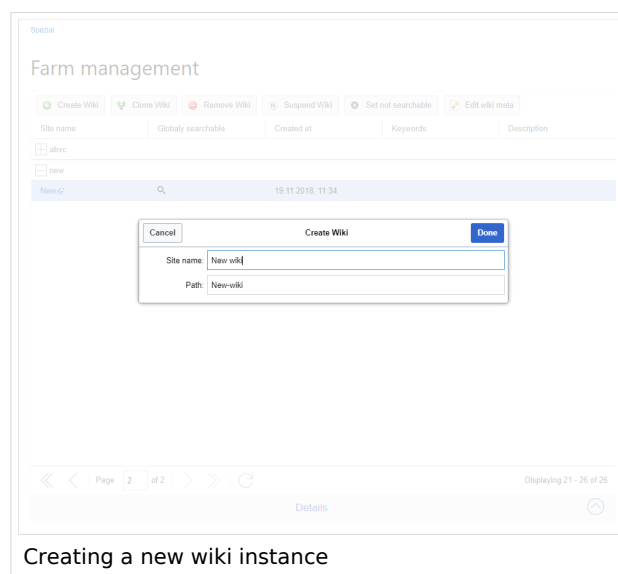 Spezial
Farm management
Create Wiki Clone Wiki Remove Wiki Suspend Wiki Set not searchable Edit wiki meta
Site name Globaly searchable Created at Keywords Description
new
New 19.11.2018, 11:34
Cancel Create Wiki Done
Site name: New wiki
Path: New-wiki
Page 2 of 2 Displaying 21 - 26 of 26
Details
Creating a new wiki instance